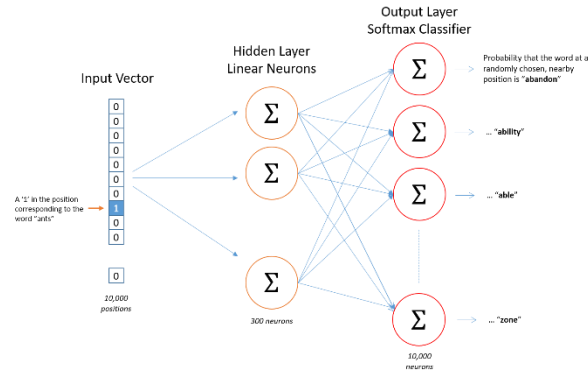 Output Layer
Softmax Classifier
Hidden Layer
Linear Neurons
Input Vector
Probability that the word at a
randomly chosen, nearby
position is "abandon"
0
0
0
0
0
0
0
1
0
0
0
A '1' in the position
corresponding to the
word "ants"
10,000
positions
Σ
Σ
Σ
300 neurons
Σ
Σ
Σ
Σ
10,000
neurons
... "ability"
... "able"
... "zone"